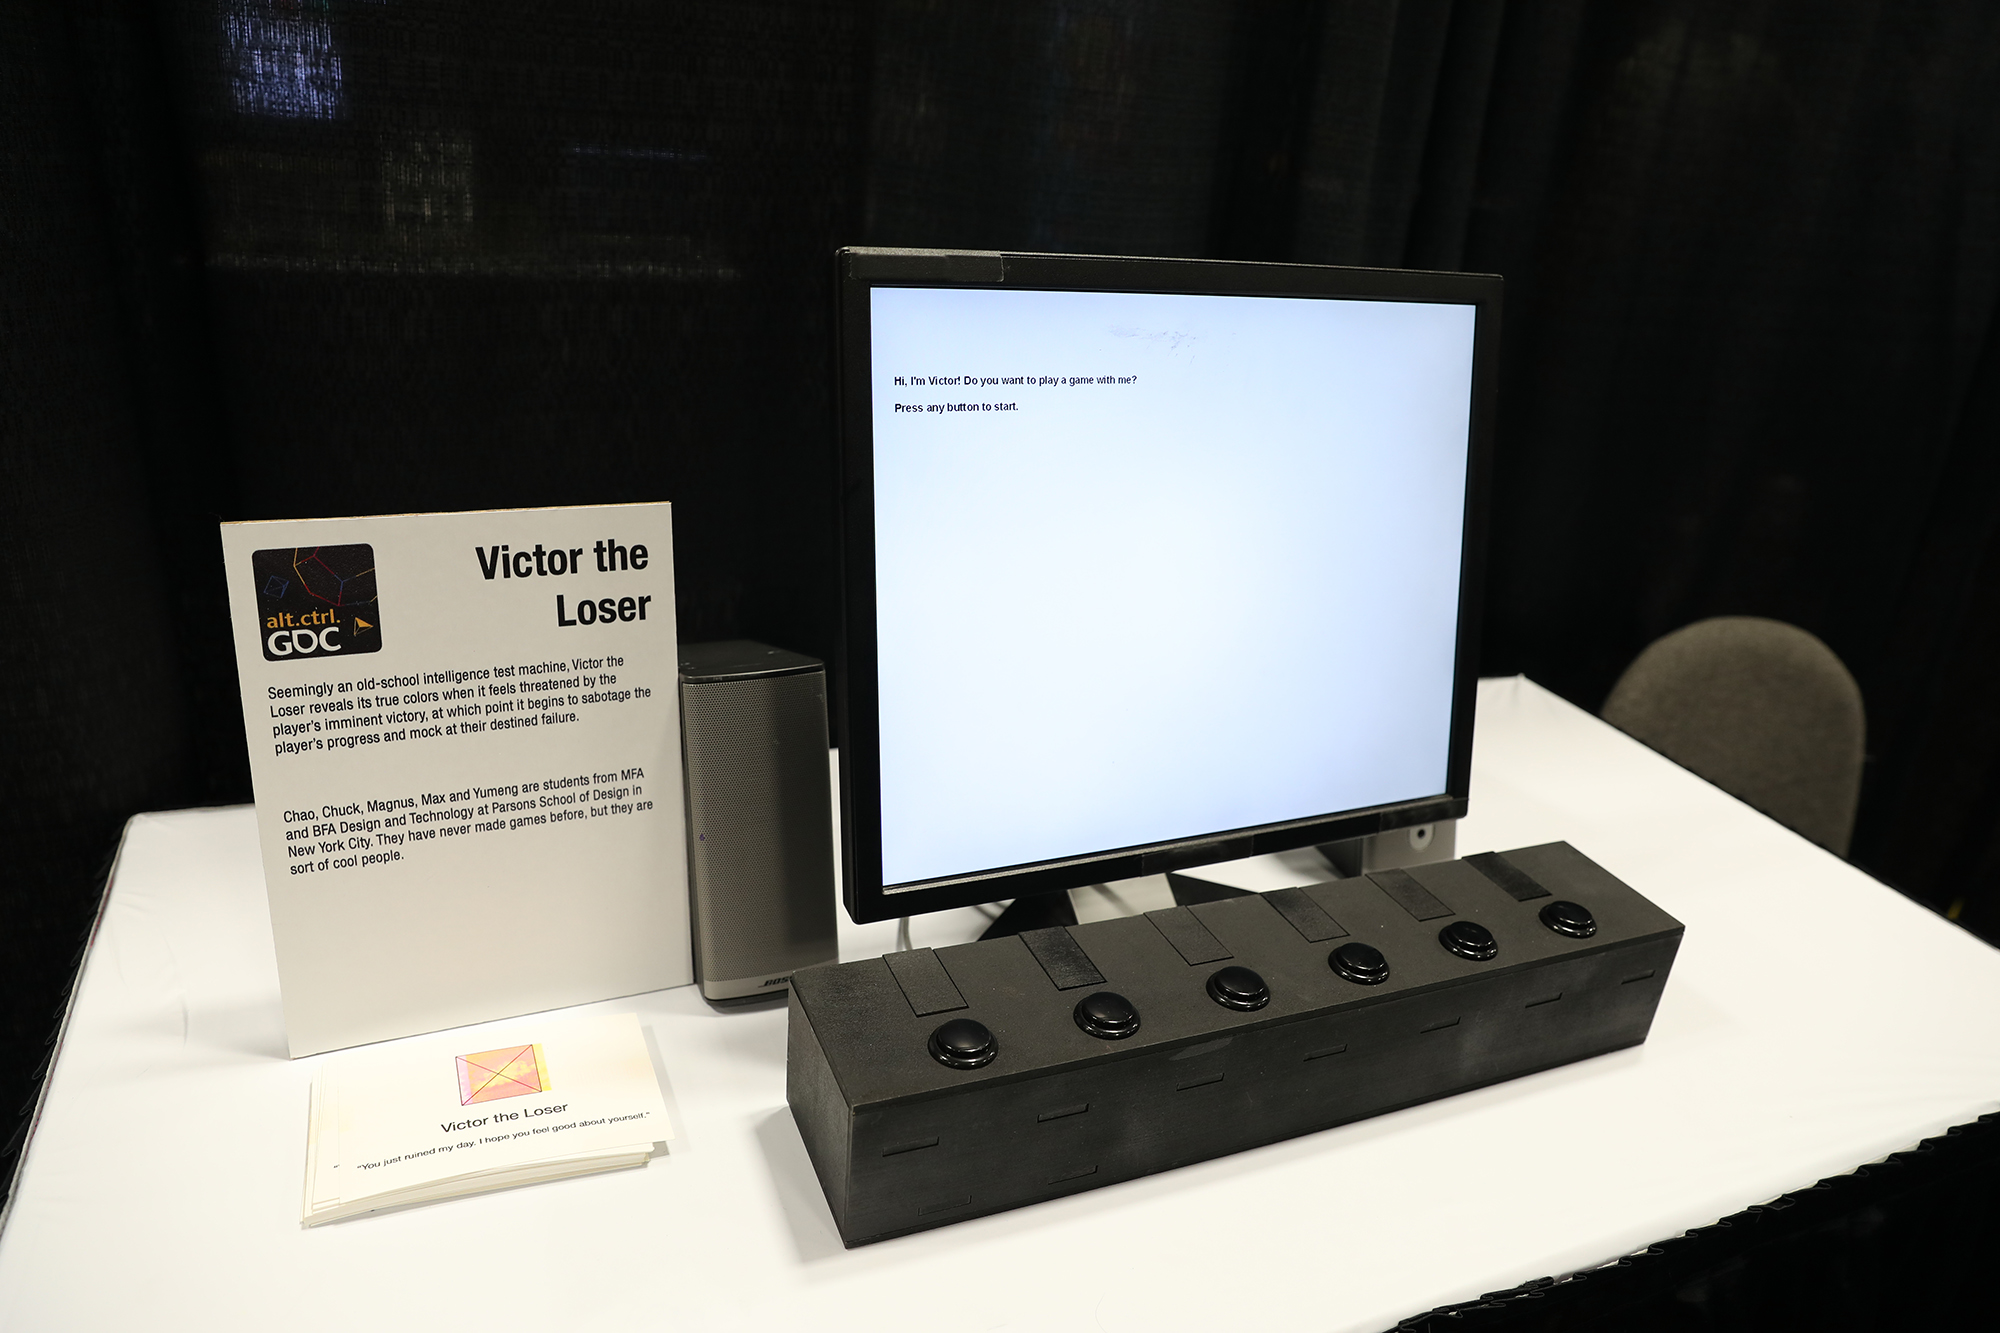 Hi, I'm Victor! Do you want to play a game with me?
Press any button to start.
alt.ctrl.
GDC
Victor the
Loser
Seemingly an old-school intelligence test machine, Victor the
Loser reveals its true colors when it feels threatened by the
player's imminent victory, at which point it begins to sabotage the
player's progress and mock at their destined failure.
Chao, Chuck, Magnus, Max and Yumeng are students from MFA
and BFA Design and Technology at Parsons School of Design in
New York City. They have never made games before, but they are
sort of cool people.
Victor the Loser
"You just ruined my day. I hope you feel good about yourself."